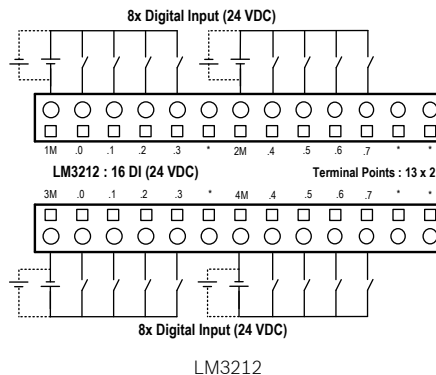 8x Digital Input (24 VDC)
1M .0 .1 .2 .3 * 2M .4 .5 .6 .7 * *
LM3212 : 16 DI (24 VDC) Terminal Points : 13 x 2
3M .0 .1 .2 .3 * 4M .4 .5 .6 .7 * *
8x Digital Input (24 VDC)
LM3212